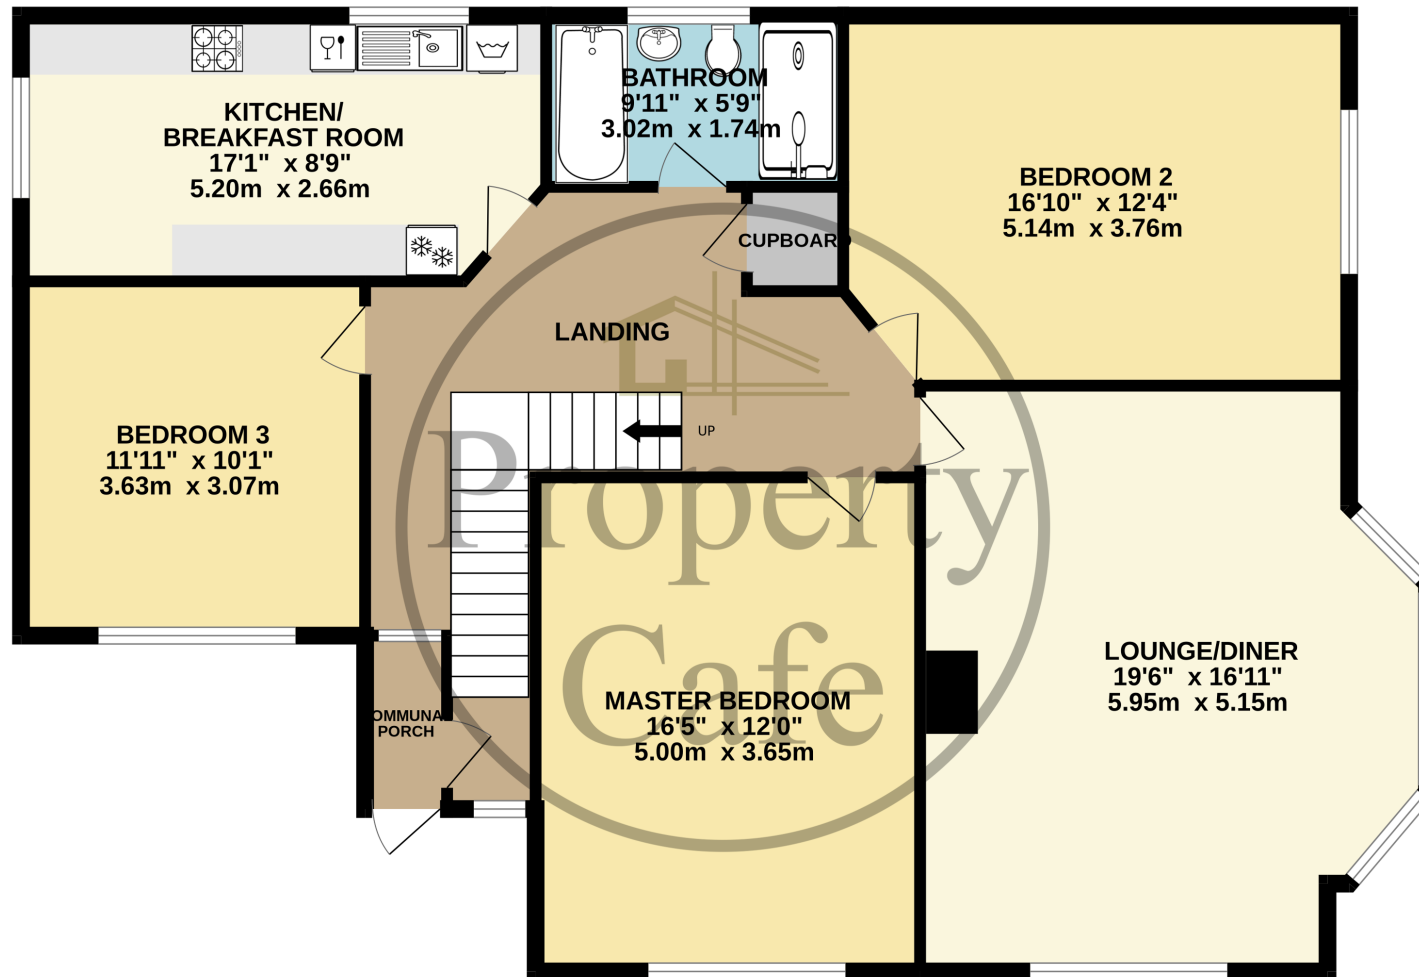 KITCHEN/
BREAKFAST ROOM
17'1" x 8'9"
5.20m x 2.66m
BATHROOM
9'11" x 5'9"
3.02m x 1.74m
BEDROOM 2
16'10" x 12'4"
5.14m x 3.76m
CUPBOARD
LANDING
UP
BEDROOM 3
11'11" x 10'1"
3.63m x 3.07m
Property
Cafe
LOUNGE/DINER
19'6" x 16'11"
5.95m x 5.15m
MASTER BEDROOM
16'5" x 12'0"
5.00m x 3.65m
OMMUNA
PORCH